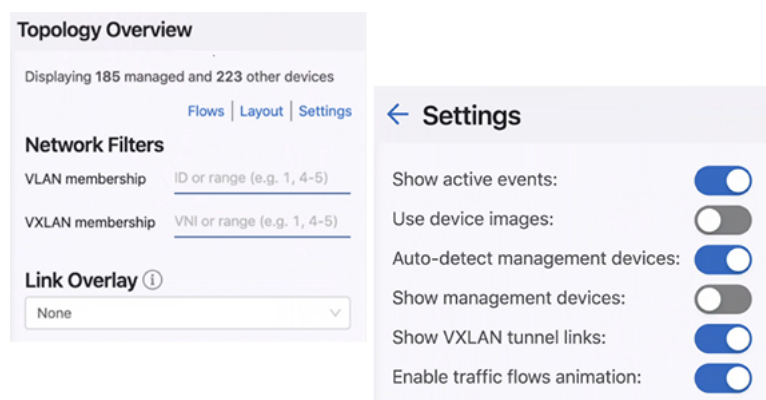 Topology Overview
Displaying 185 managed and 223 other devices
Flows | Layout | Settings
Network Filters
VLAN membership ID or range (e.g. 1, 4-5)
VXLAN membership VNI or range (e.g. 1, 4-5)
Link Overlay
None
Settings
Show active events:
Use device images:
Auto-detect management devices:
Show management devices:
Show VXLAN tunnel links:
Enable traffic flows animation: